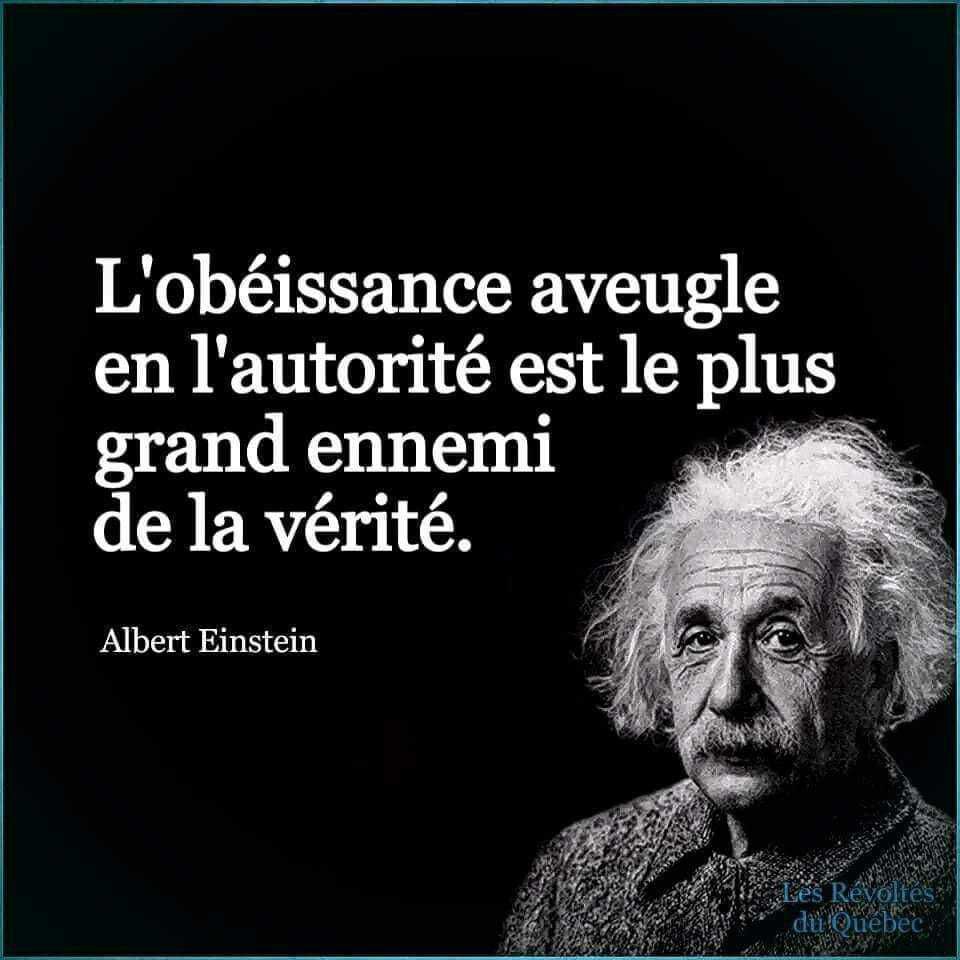 L'obéissance aveugle
en l'autorité est le plus
grand ennemi
de la vérité.
Albert Einstein
Les Révoltés
du Québec